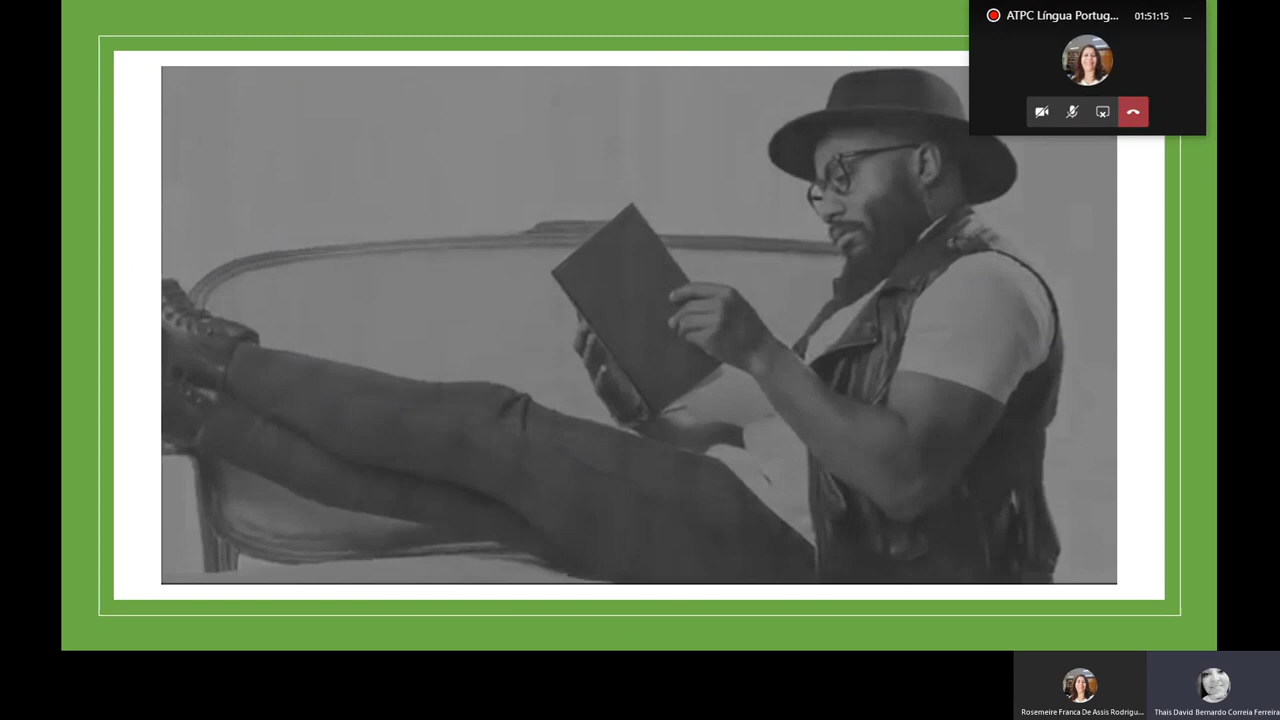 ATPC Língua Portug... 01:51:15
Rosemeire Franca De Assis Rodrigu...
Thais David Bernardo Correia Ferreira